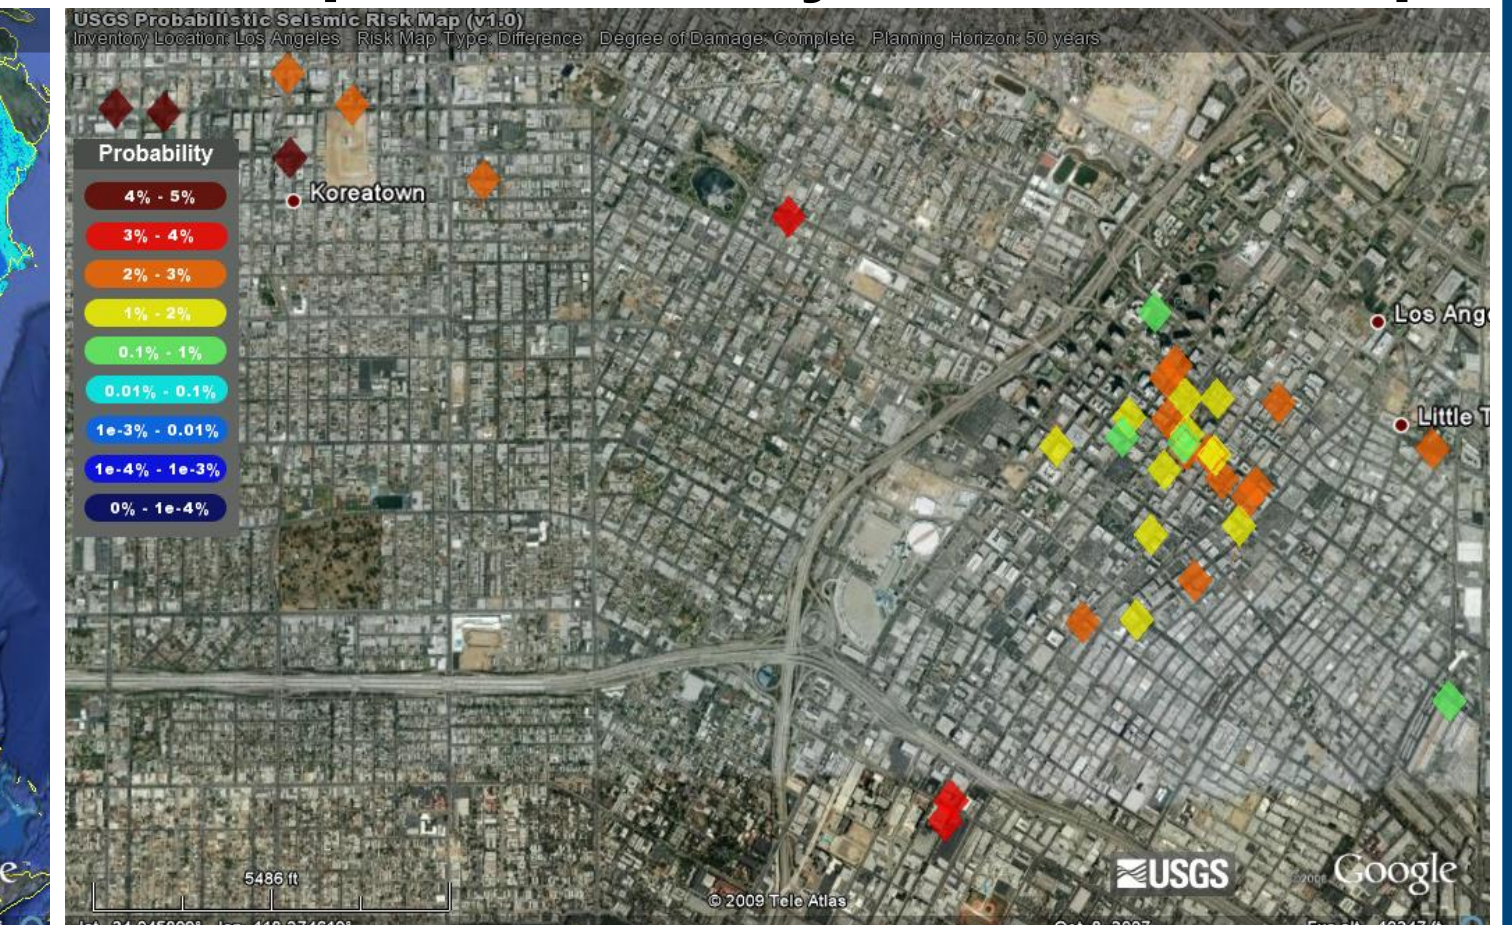 USGS Probabilistic Seismic Risk Map (v1.0)
Inventory Location: Los Angeles Risk Map Type: Difference Degree of Damage: Complete Planning Horizon: 50 years
Probability
4% - 5%
3% - 4%
2% - 3%
1% - 2%
0.1% - 1%
0.01% - 0.1%
1e-3% - 0.01%
1e-4% - 1e-3%
0% - 1e-4%
Koreatown
Los Ang
Little T
5486 ft
© 2009 Tele Atlas
USGS
©2008 Google